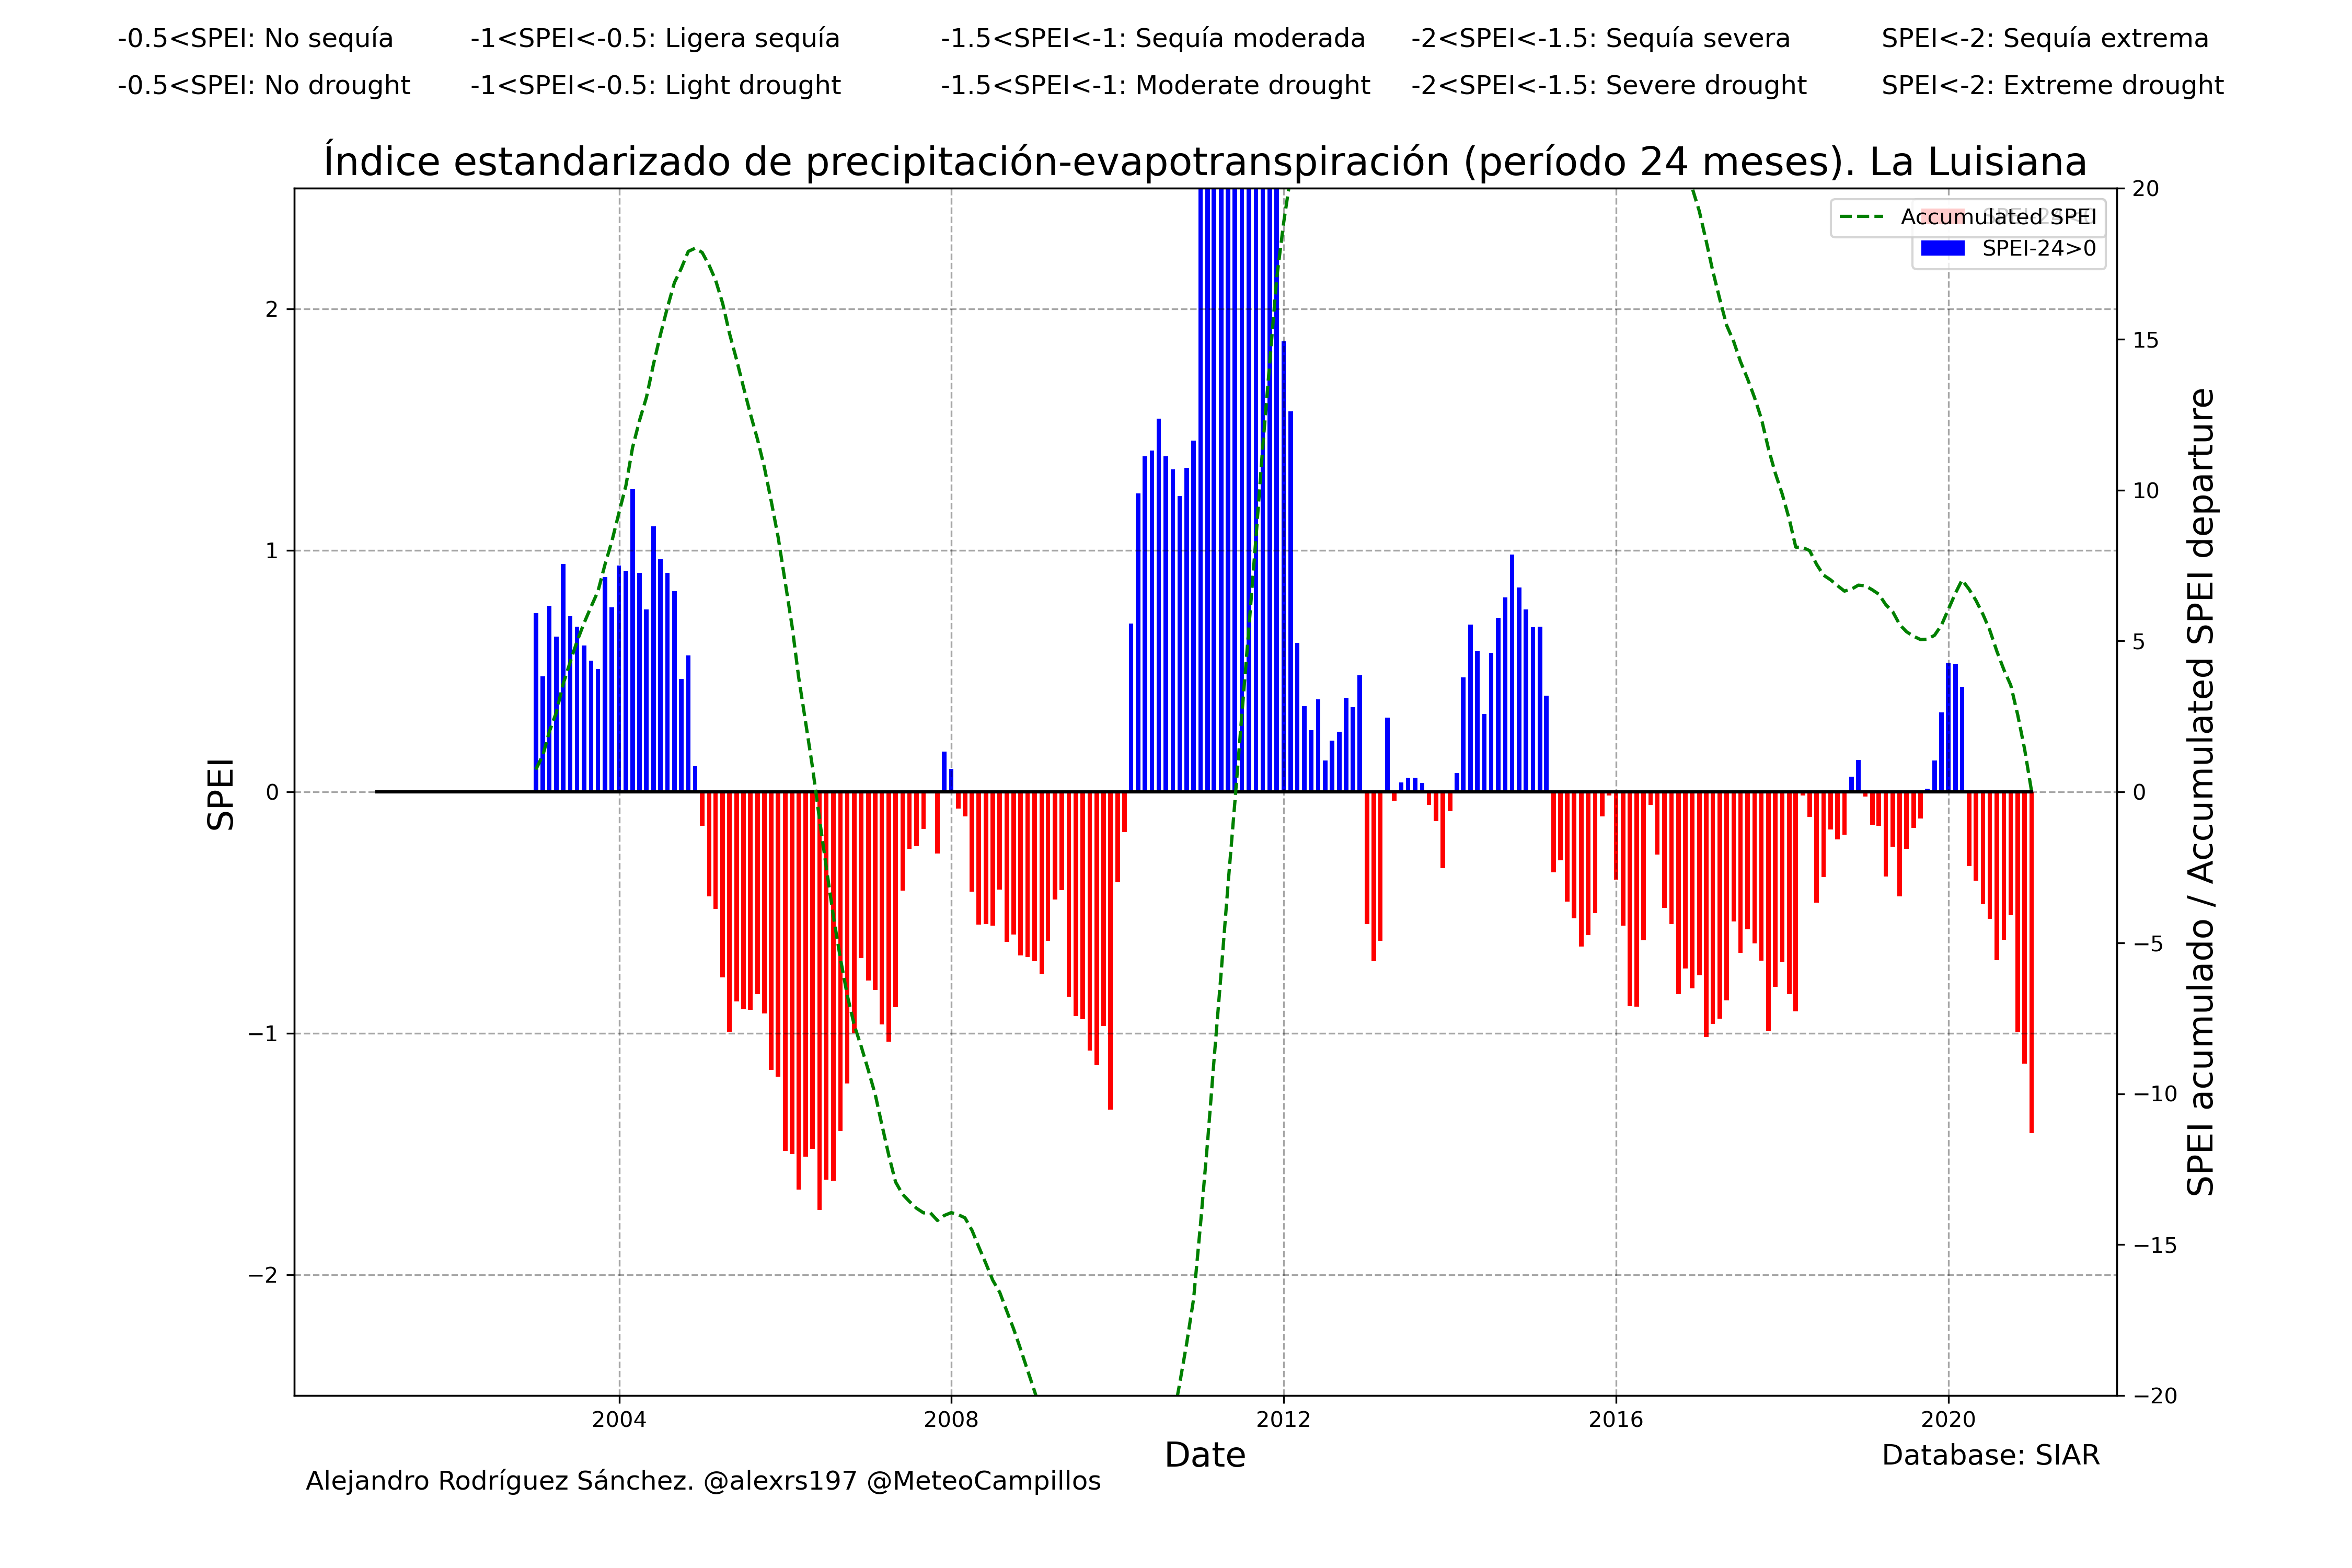 -0.5<SPEI: No sequía -1<SPEI<-0.5: Ligera sequía -1.5<SPEI<-1: Sequía moderada -2<SPEI<-1.5: Sequía severa SPEI<-2: Sequía extrema
-0.5<SPEI: No drought -1<SPEI<-0.5: Light drought -1.5<SPEI<-1: Moderate drought -2<SPEI<-1.5: Severe drought SPEI<-2: Extreme drought
Índice estandarizado de precipitación-evapotranspiración (período 24 meses). La Luisiana
Accumulated SPEI
SPEI-24>0
SPEI
2
1
0
−1
−2
20
15
10
5
0
−5
−10
−15
−20
SPEI acumulado / Accumulated SPEI departure
2004 2008 2012 2016 2020
Date
Database: SIAR
Alejandro Rodríguez Sánchez. @alexrs197 @MeteoCampillos